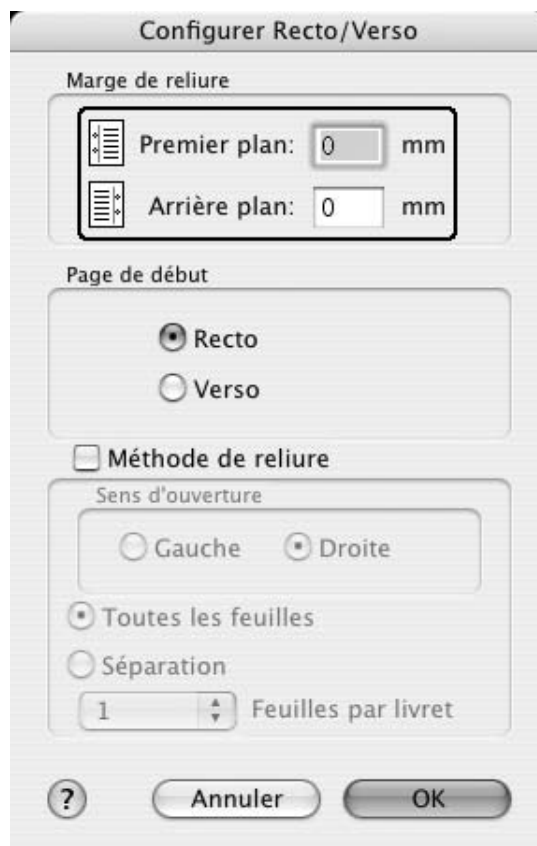 Configurer Recto/Verso
Marge de reliure
Premier plan: 0 mm
Arrière plan: 0 mm
Page de début
Recto
Verso
Méthode de reliure
Sens d'ouverture
Gauche Droite
Toutes les feuilles
Séparation
1 Feuilles par livret
? Annuler OK